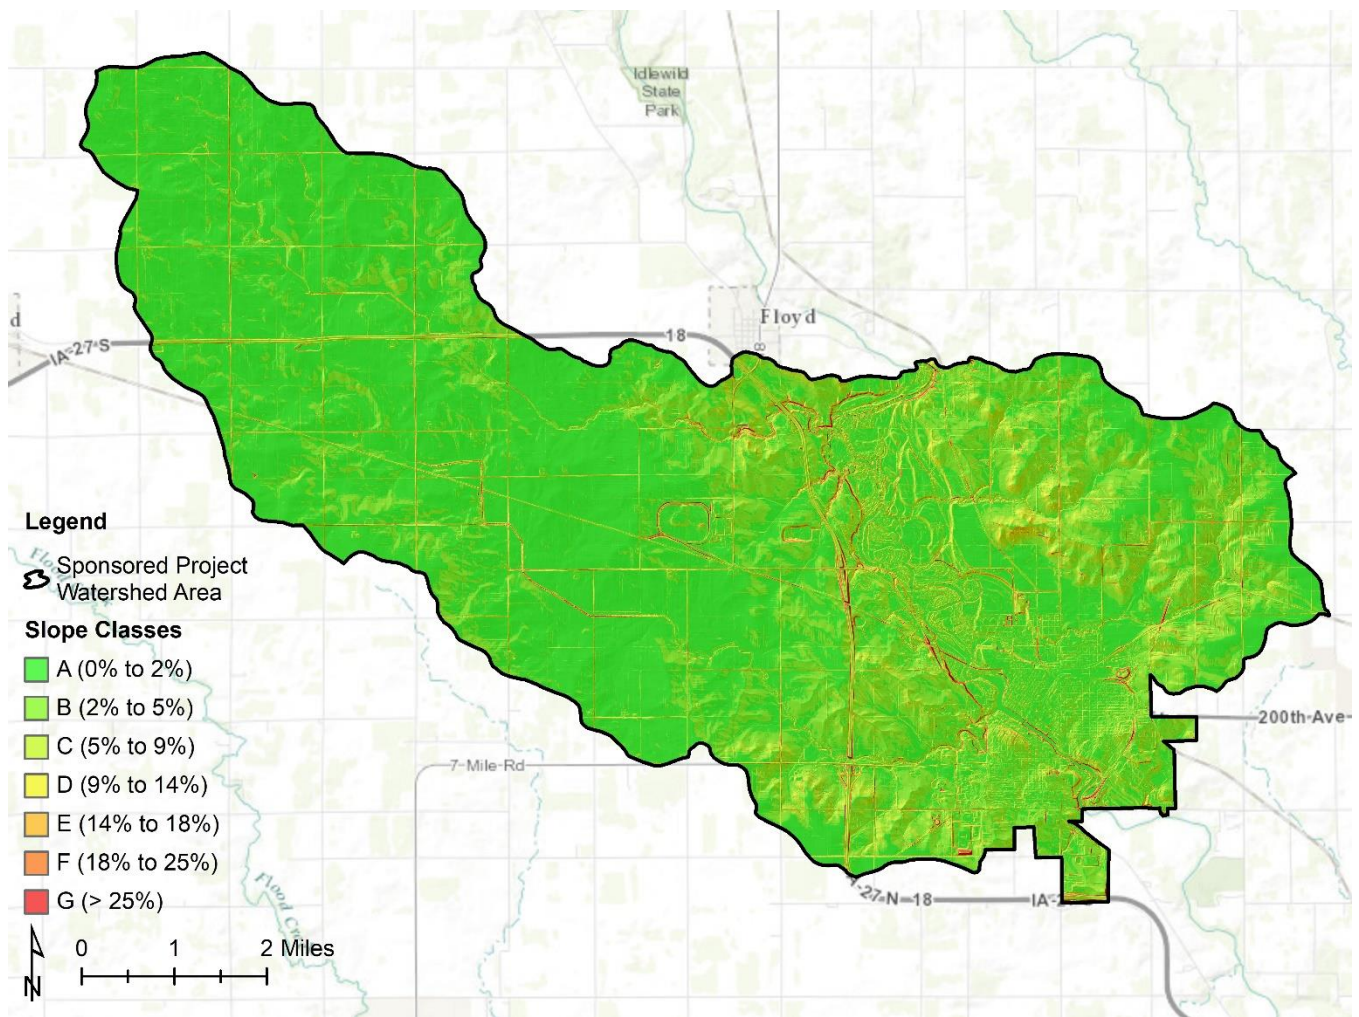 Idlewild
State
Park
Floyd
18
8
d
IA-27-S
Legend
Sponsored Project
Watershed Area
Slope Classes
A (0% to 2%)
B (2% to 5%)
C (5% to 9%)
D (9% to 14%)
E (14% to 18%)
F (18% to 25%)
G (> 25%)
Flood
7-Mile-Rd
200th-Ave
27-N-18
IA-2
Flood Cr
N
0 1 2 Miles